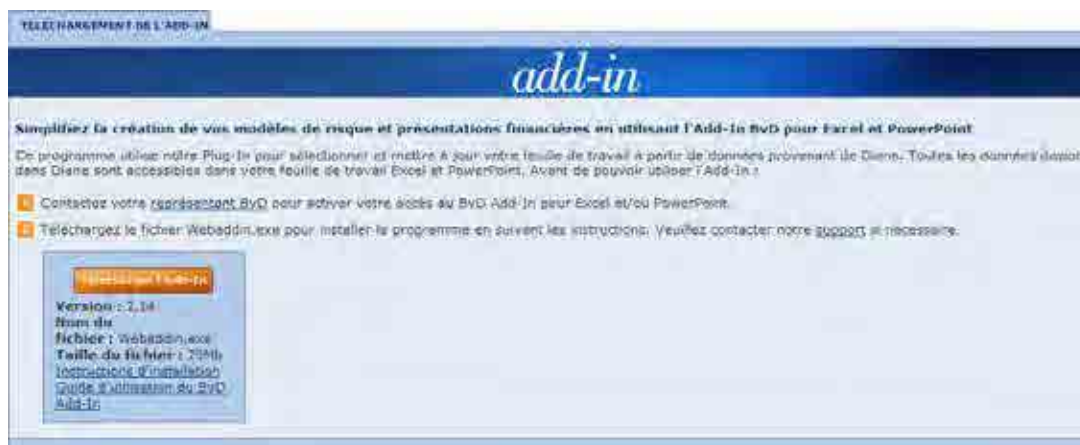 TELECHARGEMENT DE L'ADD-IN
add-in
Simplifiez la création de vos modèles de risque et présentations financières en utilisant l'Add-In BvD pour Excel et PowerPoint
Ce programme utilise notre Plug-In pour sélectionner et mettre à jour votre feuille de travail à partir de données provenant de Diane. Toutes les données
dans Diane sont accessibles dans votre feuille de travail Excel et PowerPoint. Avant de pouvoir utiliser l'Add-In :
Contactez votre représentant BvD pour activer votre accès au BvD Add-In pour Excel et/ou PowerPoint.
Téléchargez le fichier Webaddin.exe pour installer le programme en suivant les instructions. Veuillez contacter notre support si nécessaire.
Télécharger l'Add-In
Version : 2.14
Nom du
fichier : Webaddin.exe
Taille du fichier :
Instructions d'installation
Guide d'utilisation du BvD
Add-In